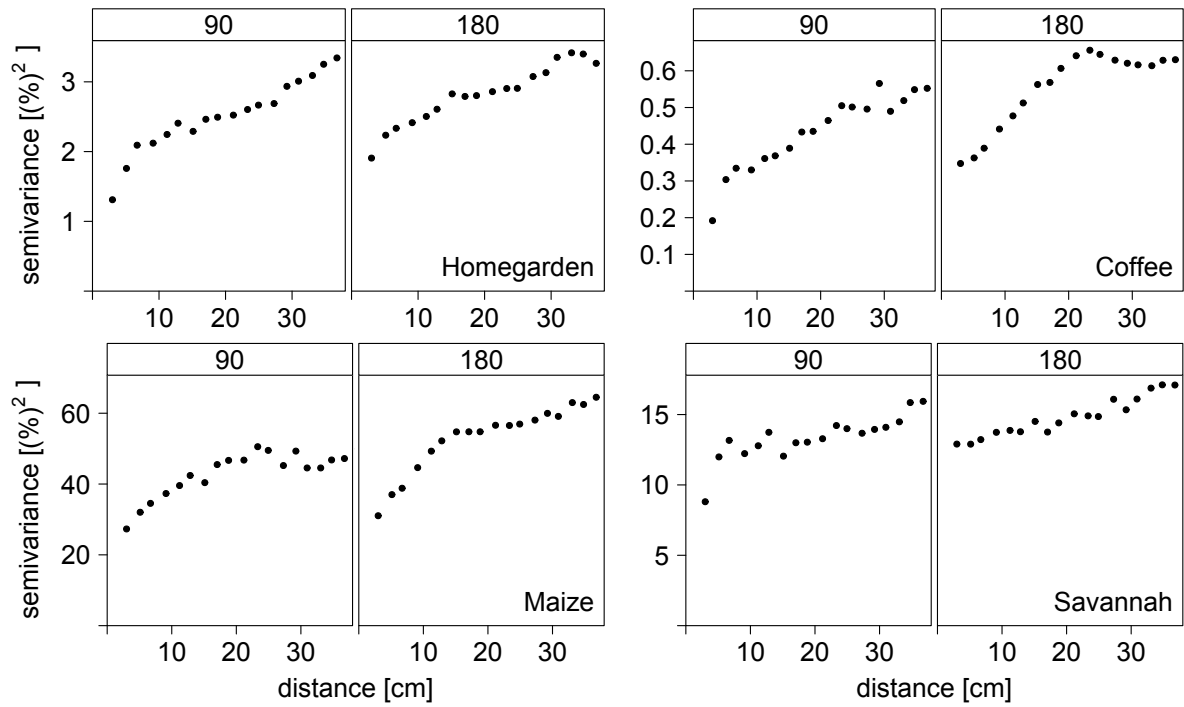 90 180
semivariance [(%)² ]
3
2
1
Homegarden
10 20 30 10 20 30
90 180
0.6
0.5
0.4
0.3
0.2
0.1
Coffee
10 20 30 10 20 30
90 180
semivariance [(%)² ]
60
40
20
Maize
10 20 30 10 20 30
distance [cm]
90 180
15
10
5
Savannah
10 20 30 10 20 30
distance [cm]